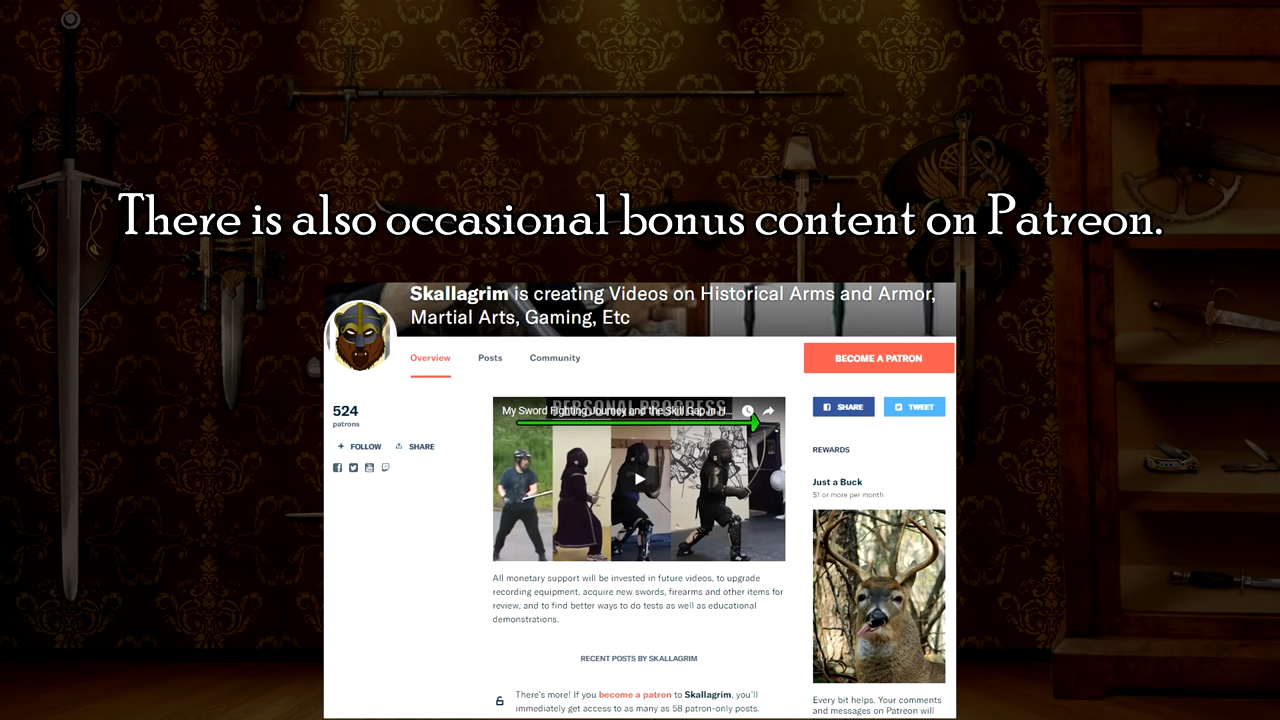 There is also occasional bonus content on Patreon.
Skallagrim is creating Videos on Historical Arms and Armor,
Martial Arts, Gaming, Etc
Overview Posts Community
BECOME A PATRON
524
patrons
FOLLOW SHARE
PERSONAL PROGRESS
My Sword Fighting Journey and the Skill Gap in H...
SHARE TWEET
REWARDS
Just a Buck
$1 or more per month
All monetary support will be invested in future videos, to upgrade
recording equipment, acquire new swords, firearms and other items for
review, and to find better ways to do tests as well as educational
demonstrations.
RECENT POSTS BY SKALLAGRIM
There's more! If you become a patron to Skallagrim, you'll
immediately get access to as many as 58 patron-only posts.
Every bit helps. Your comments
and messages on Patreon will